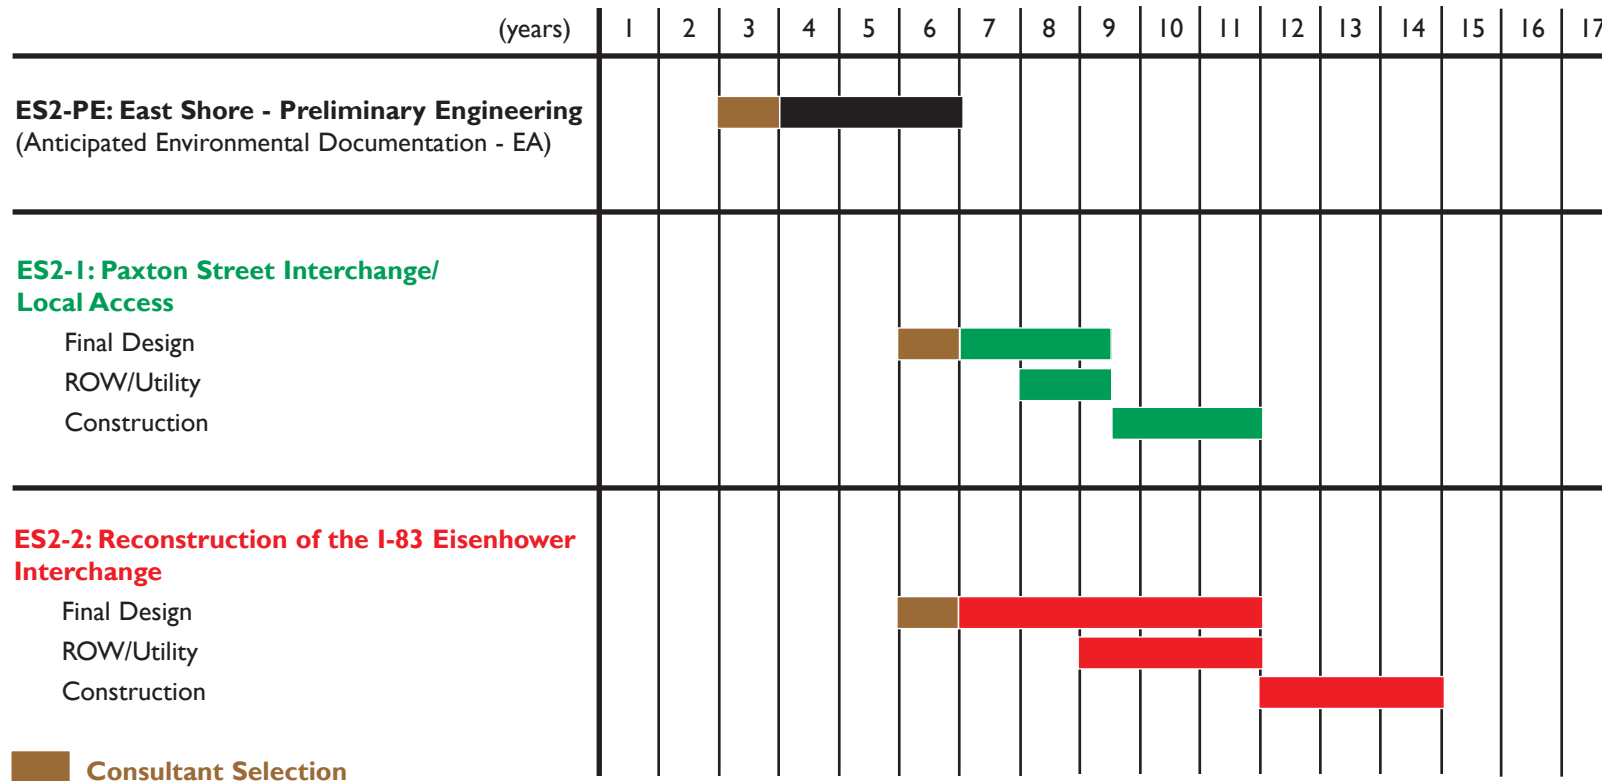 (years) 1 2 3 4 5 6 7 8 9 10 11 12 13 14 15 16 17
ES2-PE: East Shore - Preliminary Engineering
(Anticipated Environmental Documentation - EA)
ES2-1: Paxton Street Interchange/
Local Access
Final Design
ROW/Utility
Construction
ES2-2: Reconstruction of the I-83 Eisenhower
Interchange
Final Design
ROW/Utility
Construction
Consultant Selection